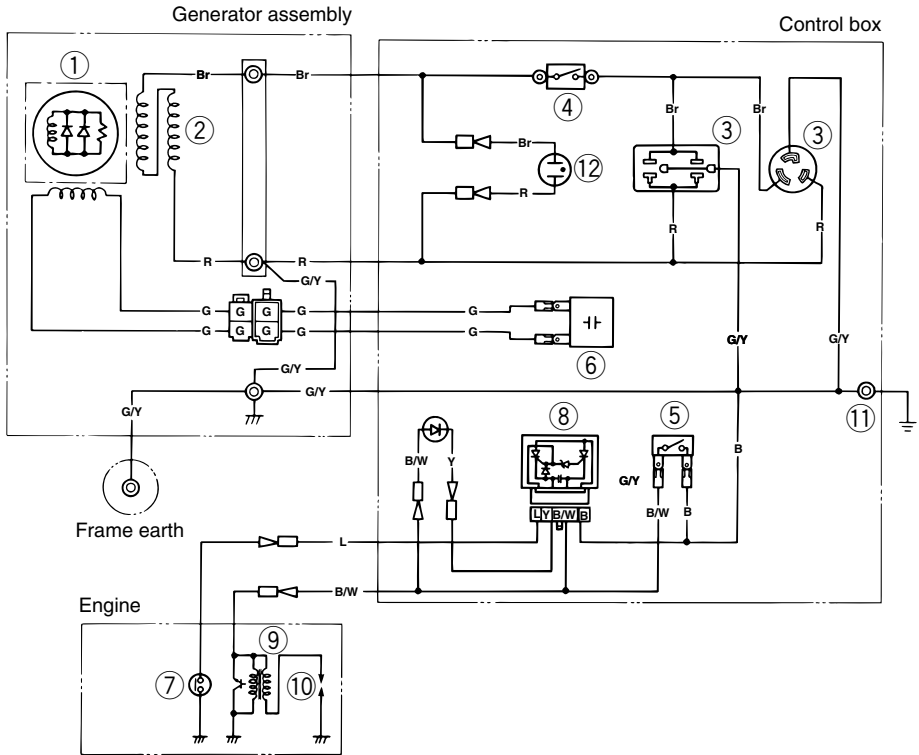 Generator assembly
Control box
①
②
Br
Br
④
Br
Br
③
③
Br
⑫
R
R
R
R
R
G/Y
G
G
G
G
G
G
G
G
G
G
⑥
G/Y
G/Y
G/Y
G/Y
G/Y
⑪
G/Y
Frame earth
B/W
Y
⑧
G/Y
⑤
B
L Y B/W B
B/W
B
L
B/W
Engine
⑦
⑨
⑩